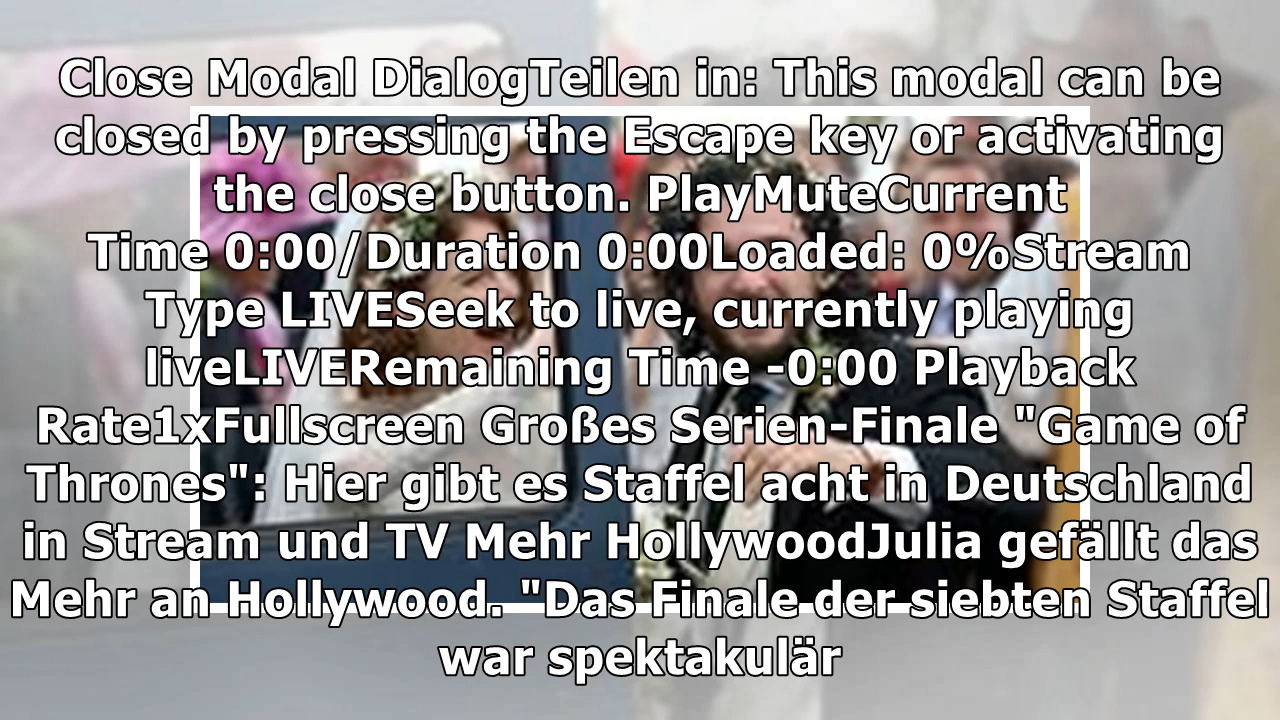 Close Modal DialogTeilen in: This modal can be
closed by pressing the Escape key or activating
the close button. PlayMuteCurrent
Time 0:00/Duration 0:00Loaded: 0%Stream
Type LIVESeek to live, currently playing
liveLIVERemaining Time -0:00 Playback
Rate1xFullscreen Großes Serien-Finale "Game of
Thrones": Hier gibt es Staffel acht in Deutschland
in Stream und TV Mehr HollywoodJulia gefällt das
Mehr an Hollywood. "Das Finale der siebten Staffel
war spektakulär